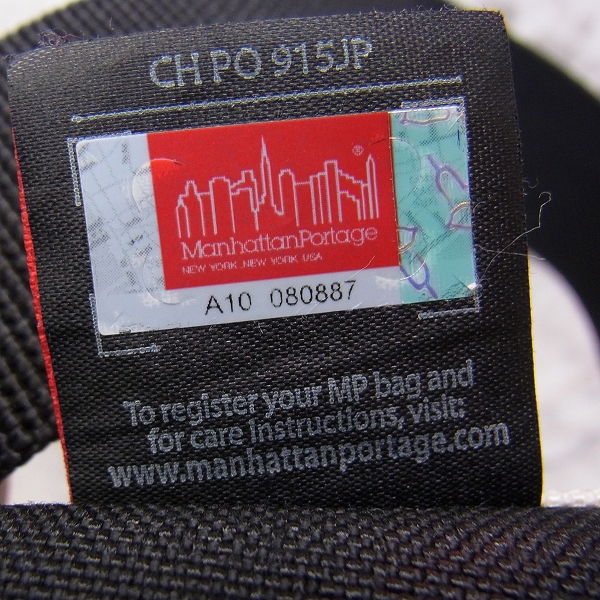 CH PO 915JP
®
ManhattanPortage
NEW YORK ,NEW YORK, USA
A10 080887
To register your MP bag and
for care instructions, visit:
www.manhattanportage.com